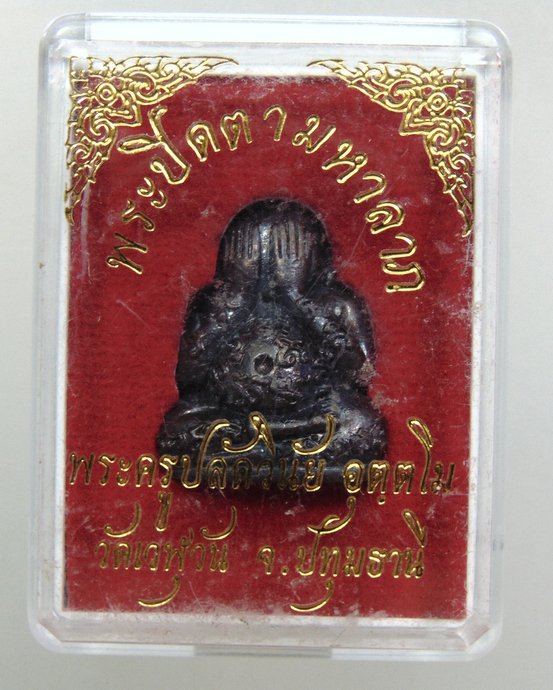 พระปิดตามหาลาภ
พระครูปลัดวินัย อุตฺตโม
วัดเวฬุวัน จ.ปทุมธานี